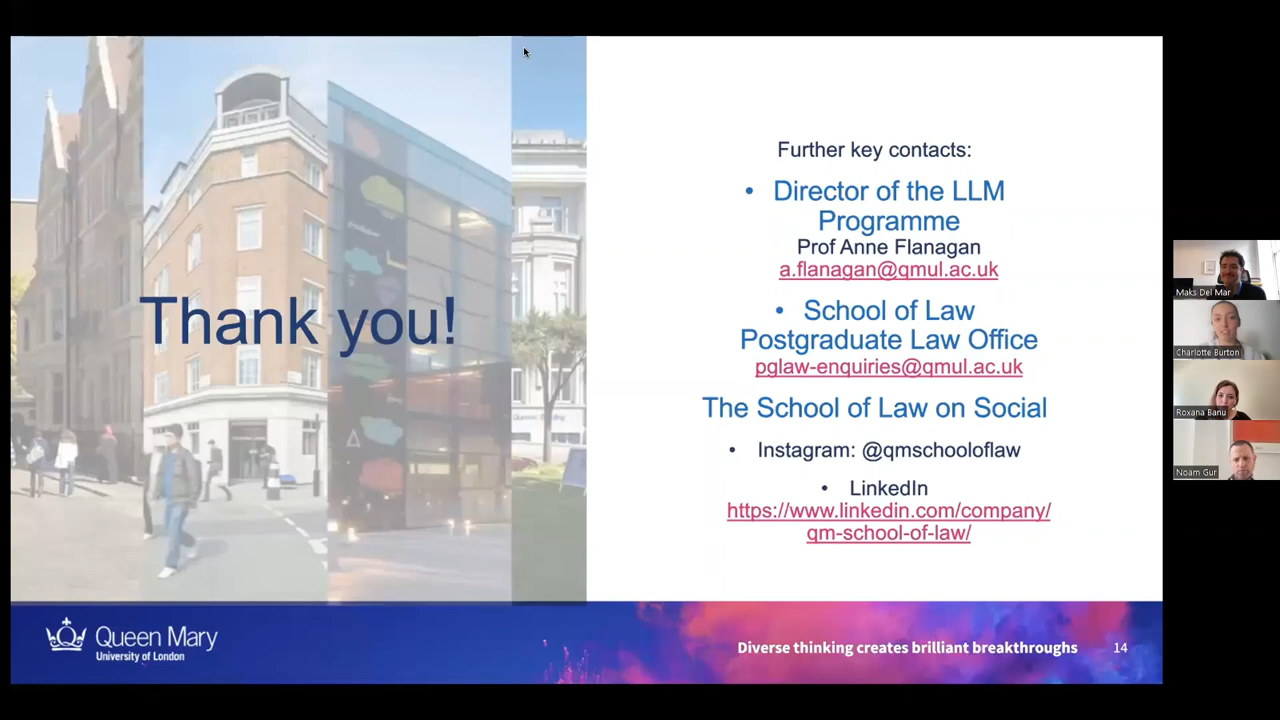 Thank you!
Further key contacts:
• Director of the LLM
Programme
Prof Anne Flanagan
a.flanagan@qmul.ac.uk
• School of Law
Postgraduate Law Office
pglaw-enquiries@qmul.ac.uk
The School of Law on Social
• Instagram: @qmschooloflaw
• LinkedIn
https://www.linkedin.com/company/
qm-school-of-law/
Queen Mary
University of London
Diverse thinking creates brilliant breakthroughs
14
Maks Del Mar
Charlotte Burton
Roxana Banu
Noam Gur